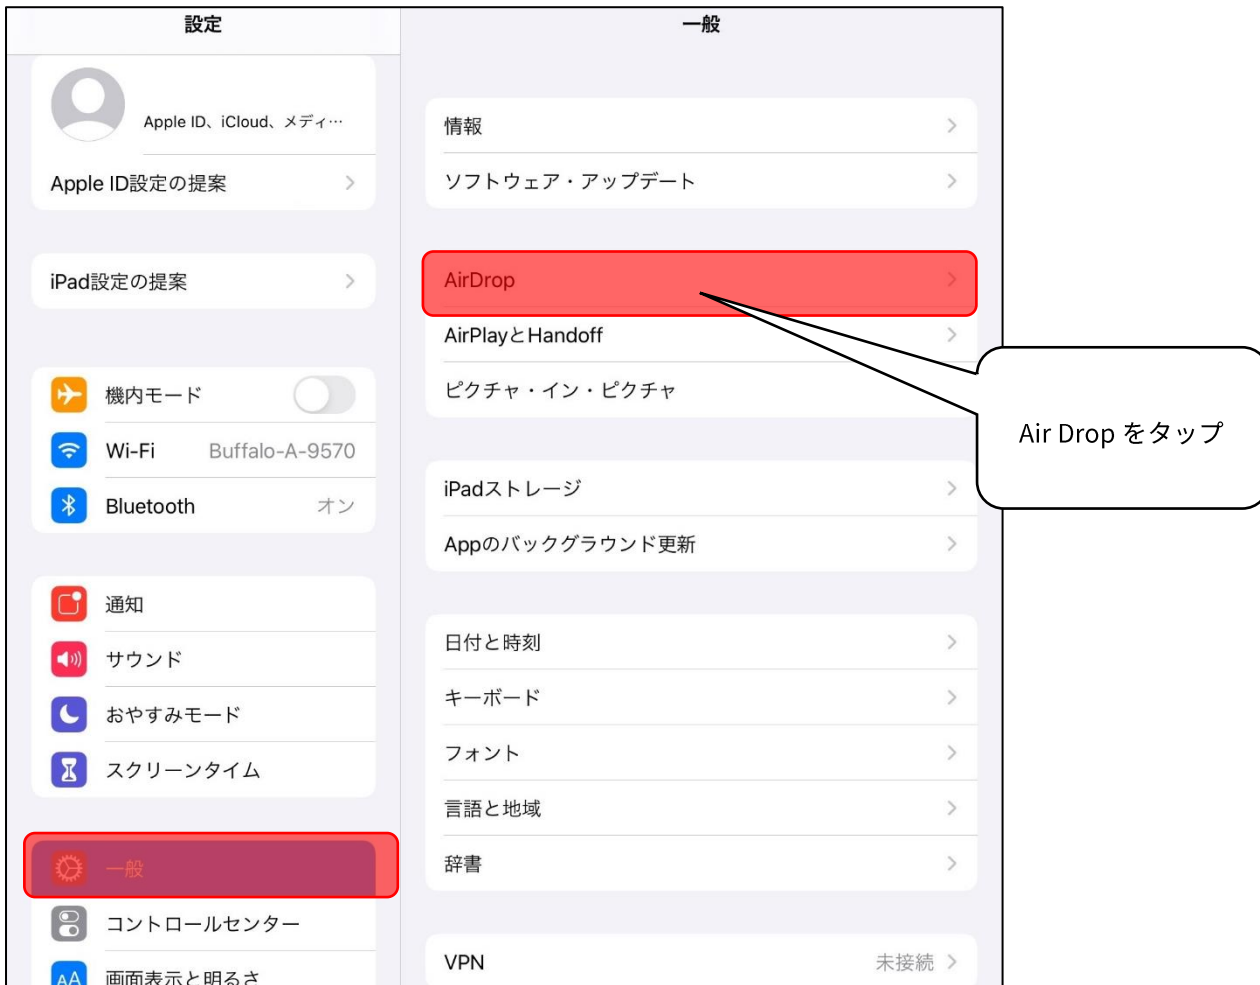 設定
Apple ID、iCloud、メディ…
Apple ID設定の提案
iPad設定の提案
機内モード
Wi-Fi Buffalo-A-9570
Bluetooth オン
通知
サウンド
おやすみモード
スクリーンタイム
一般
コントロールセンター
AA 画面表示と明るさ
一般
情報
ソフトウェア・アップデート
AirDrop
AirPlayとHandoff
ピクチャ・イン・ピクチャ
iPadストレージ
Appのバックグラウンド更新
日付と時刻
キーボード
フォント
言語と地域
辞書
VPN 未接続
Air Drop をタップ